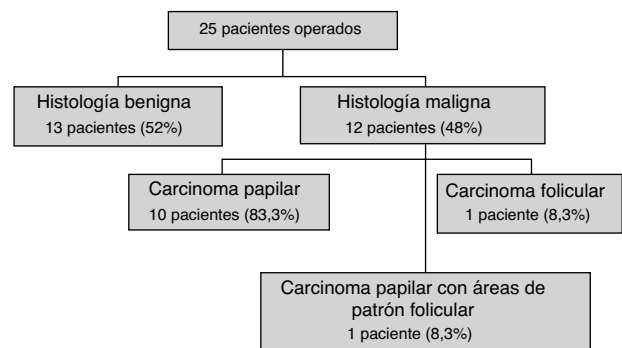 25 pacientes operados
Histología benigna
13 pacientes (52%)
Histología maligna
12 pacientes (48%)
Carcinoma papilar
10 pacientes (83,3%)
Carcinoma folicular
1 paciente (8,3%)
Carcinoma papilar con áreas de
patrón folicular
1 paciente (8,3%)